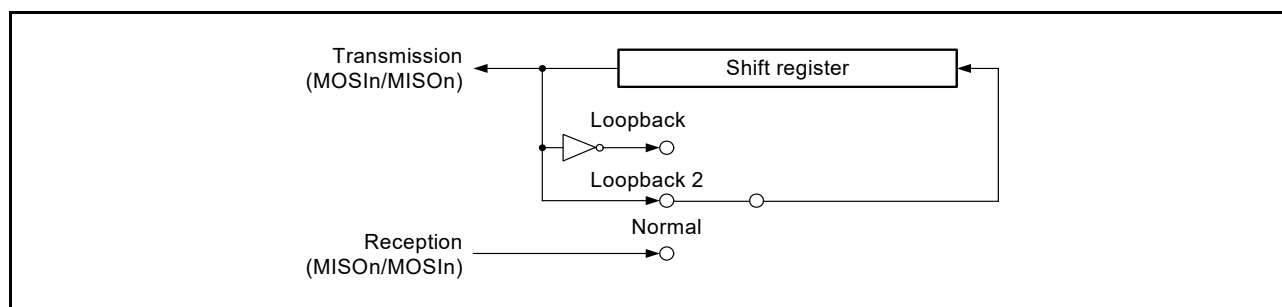 Transmission
(MOSIn/MISOn)
Shift register
Loopback
Loopback 2
Normal
Reception
(MISOn/MOSIn)